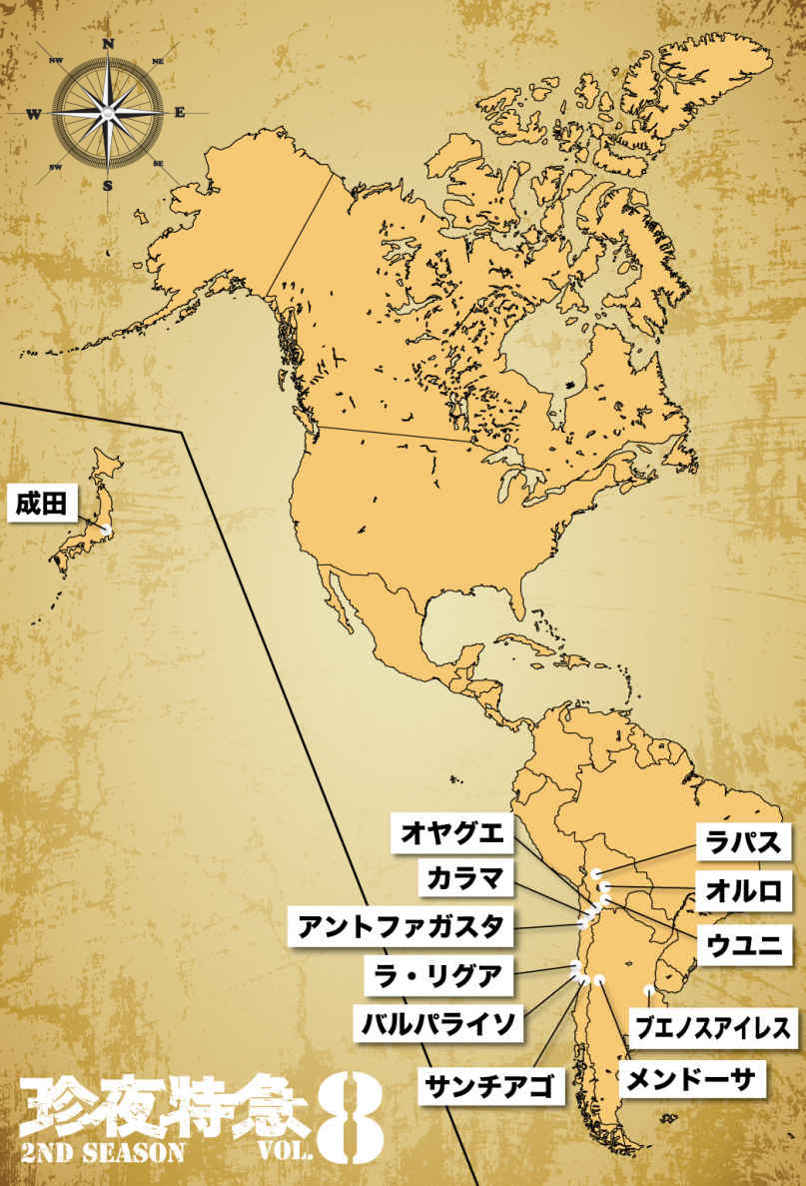 N
NW
NE
W
E
SW
SE
S
成田
オヤグエ
ラパス
カラマ
オルロ
アントファガスタ
ウユニ
ラ・リグア
バルパライソ
ブエノスアイレス
サンチアゴ
メンドーサ
珍夜特急
2ND SEASON
VOL.8